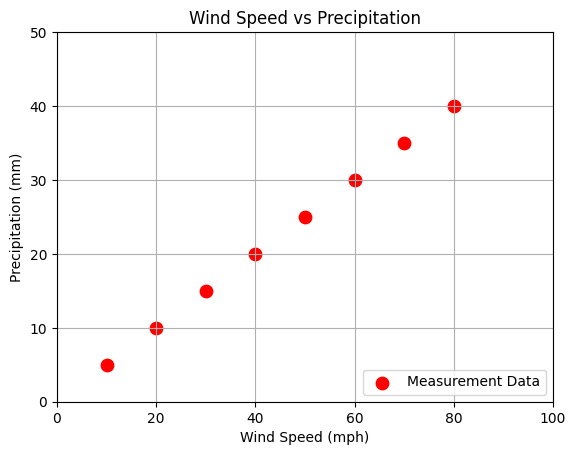 Wind Speed vs Precipitation
50
40
30
20
10
0
Precipitation (mm)
Measurement Data
0 20 40 60 80 100
Wind Speed (mph)